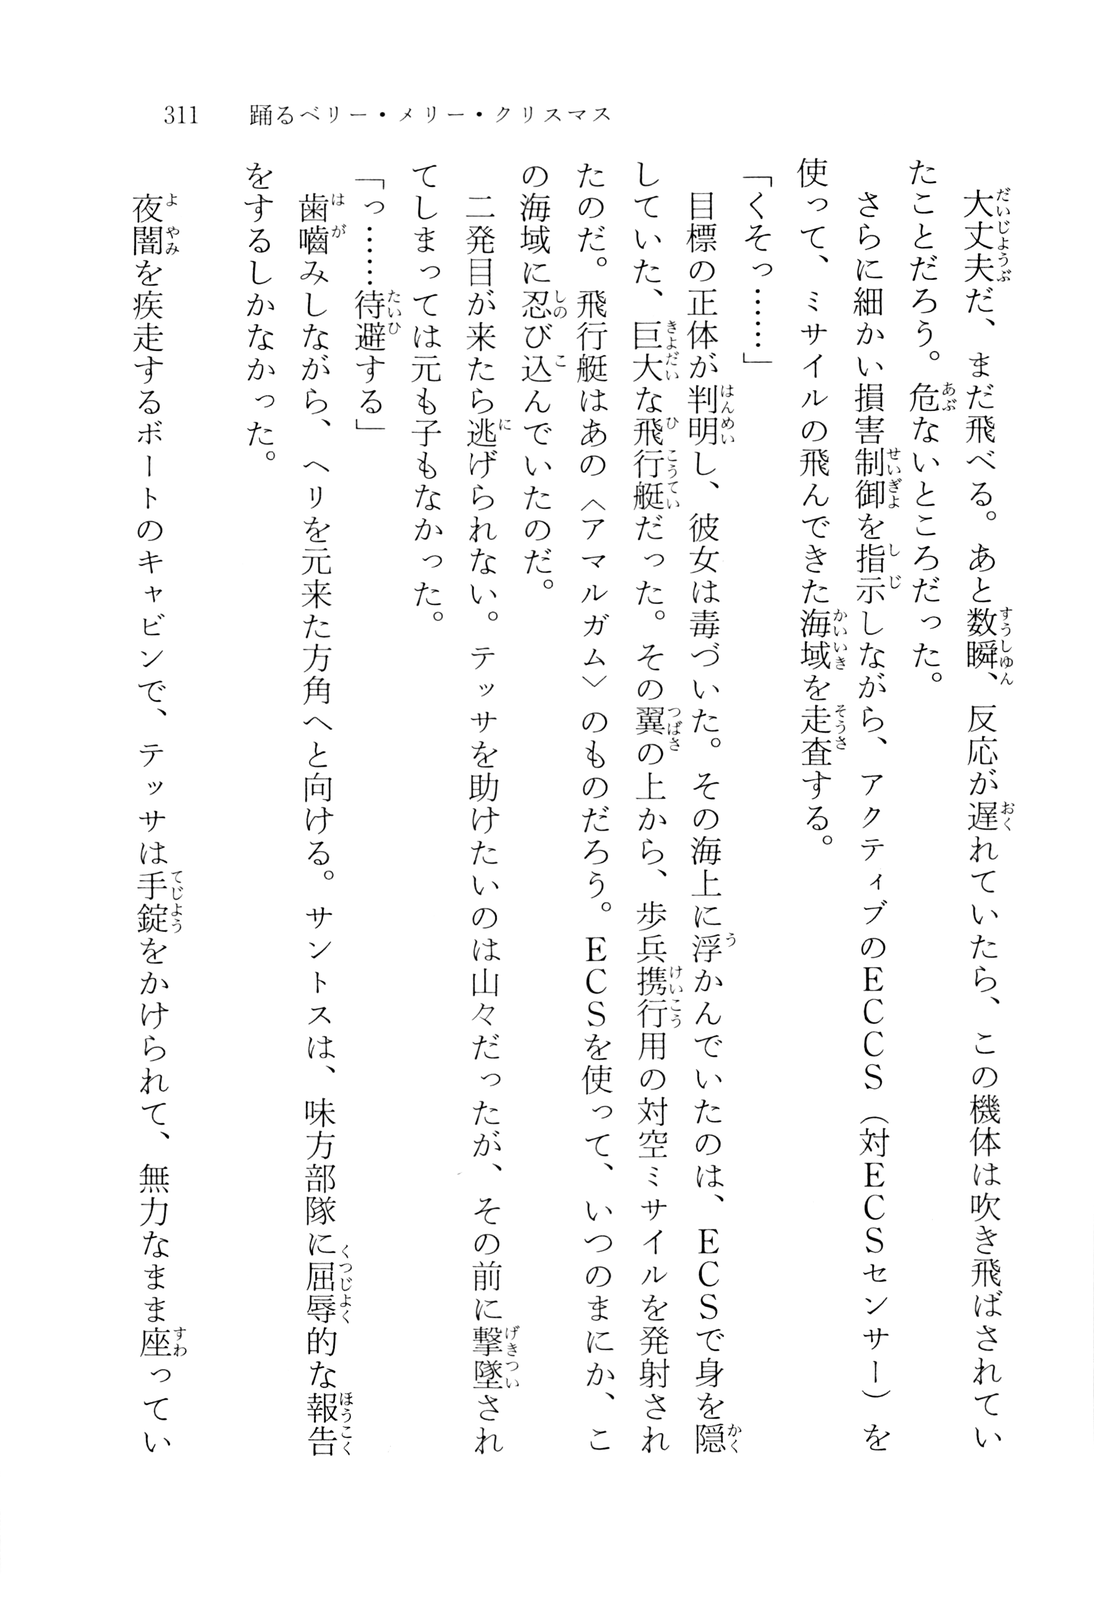 311　踊るベリー・メリー・クリスマス
　大丈夫だ、まだ飛べる。あと数瞬、反応が遅れていたら、この機体は吹き飛ばされてい
たことだろう。危ないところだった。
　さらに細かい損害制御を指示しながら、アクティブのＥＣＣＳ（対ＥＣＳセンサー）を
使って、ミサイルの飛んできた海域を走査する。
「くそっ……」
　目標の正体が判明し、彼女は毒づいた。その海上に浮かんでいたのは、ＥＣＳで身を隠
していた、巨大な飛行艇だった。その翼の上から、歩兵携行用の対空ミサイルを発射され
たのだ。飛行艇はあの〈アマルガム〉のものだろう。ＥＣＳを使って、いつのまにか、こ
の海域に忍び込んでいたのだ。
　二発目が来たら逃げられない。テッサを助けたいのは山々だったが、その前に撃墜され
てしまっては元も子もなかった。
「っ……待避する」
　歯噛みしながら、ヘリを元来た方角へと向ける。サントスは、味方部隊に屈辱的な報告
をするしかなかった。
　夜闇を疾走するボートのキャビンで、テッサは手錠をかけられて、無力なまま座ってい